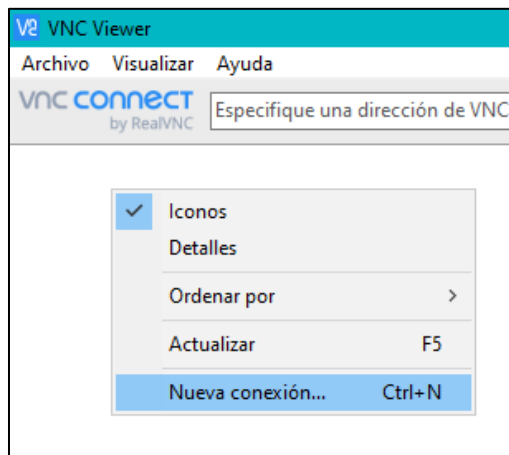 V2 VNC Viewer
Archivo Visualizar Ayuda
VNC CONNECT
by RealVNC
Especifique una dirección de VNC
Iconos
Detalles
Ordenar por
Actualizar F5
Nueva conexión... Ctrl+N